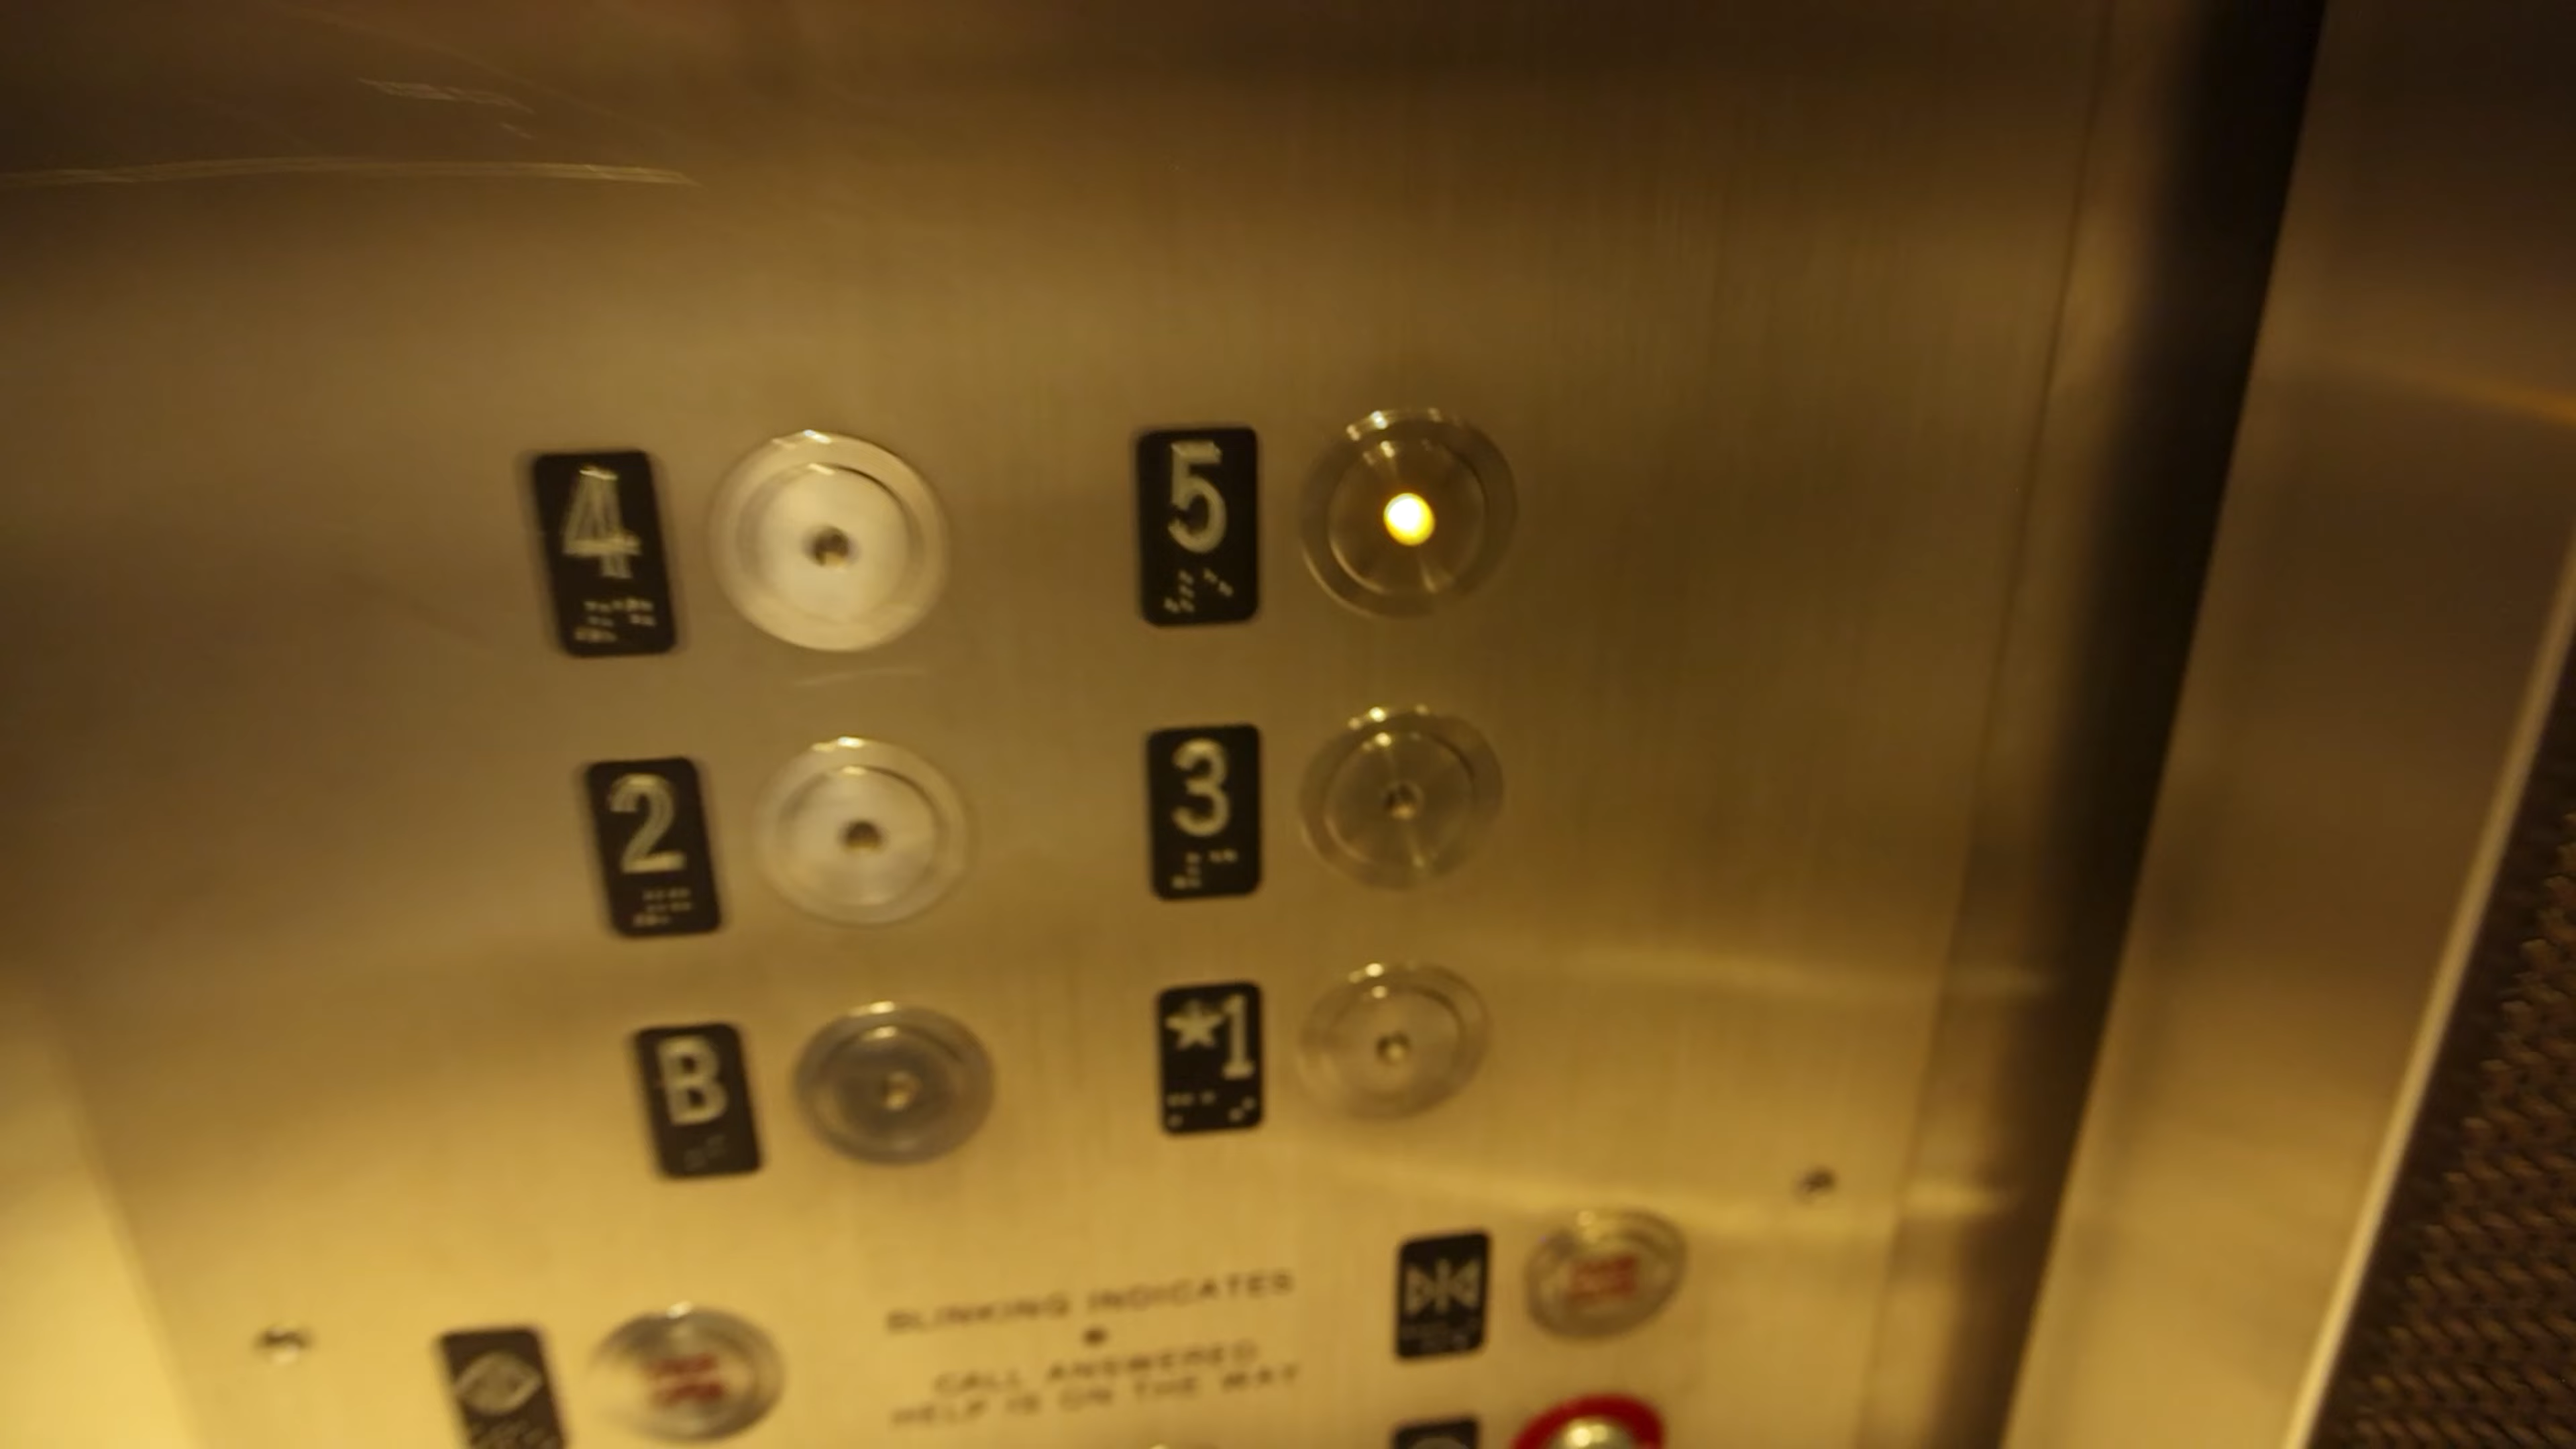 4 5
2 3
B ★1
BLINKING INDICATES
CALL ANSWERED
HELP IS ON THE WAY